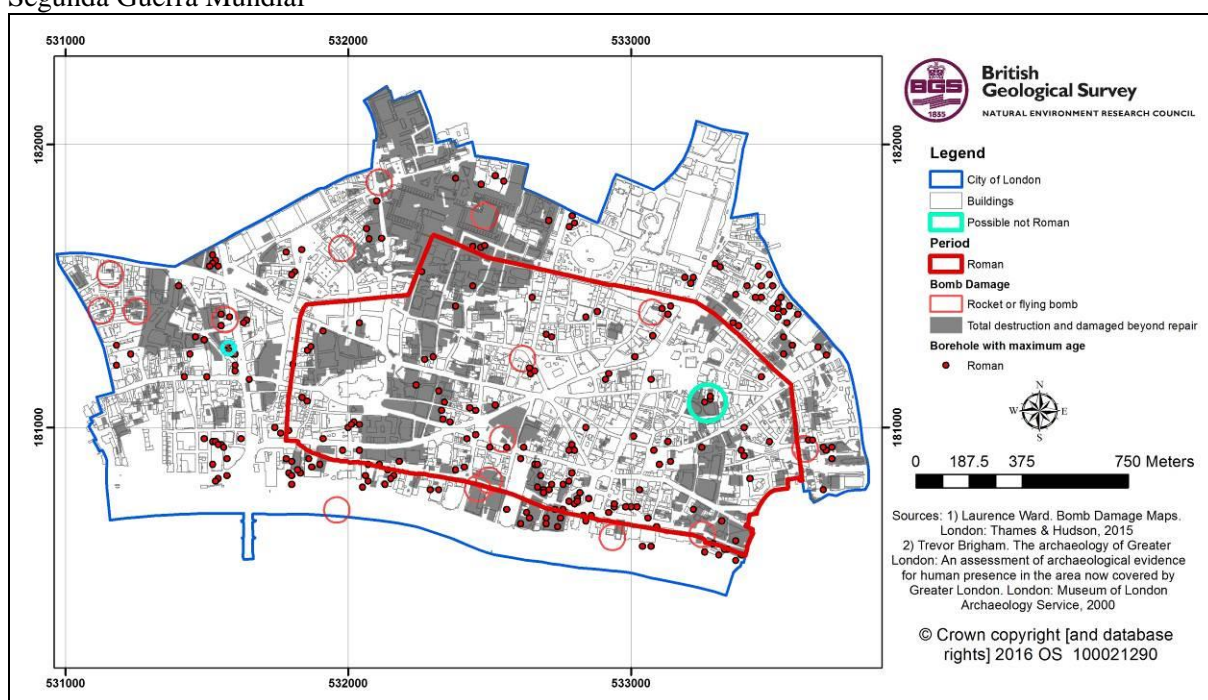 Segunda Guerra Mundial
531000
532000
533000
182000
182000
181000
181000
531000
532000
533000
BGS
1835
British
Geological Survey
NATURAL ENVIRONMENT RESEARCH COUNCIL
Legend
City of London
Buildings
Possible not Roman
Period
Roman
Bomb Damage
Rocket or flying bomb
Total destruction and damaged beyond repair
Borehole with maximum age
Roman
N
W E
S
0 187.5 375 750 Meters
Sources: 1) Laurence Ward. Bomb Damage Maps.
London: Thames & Hudson, 2015
2) Trevor Brigham. The archaeology of Greater
London: An assessment of archaeological evidence
for human presence in the area now covered by
Greater London. London: Museum of London
Archaeology Service, 2000
© Crown copyright [and database
rights] 2016 OS 100021290